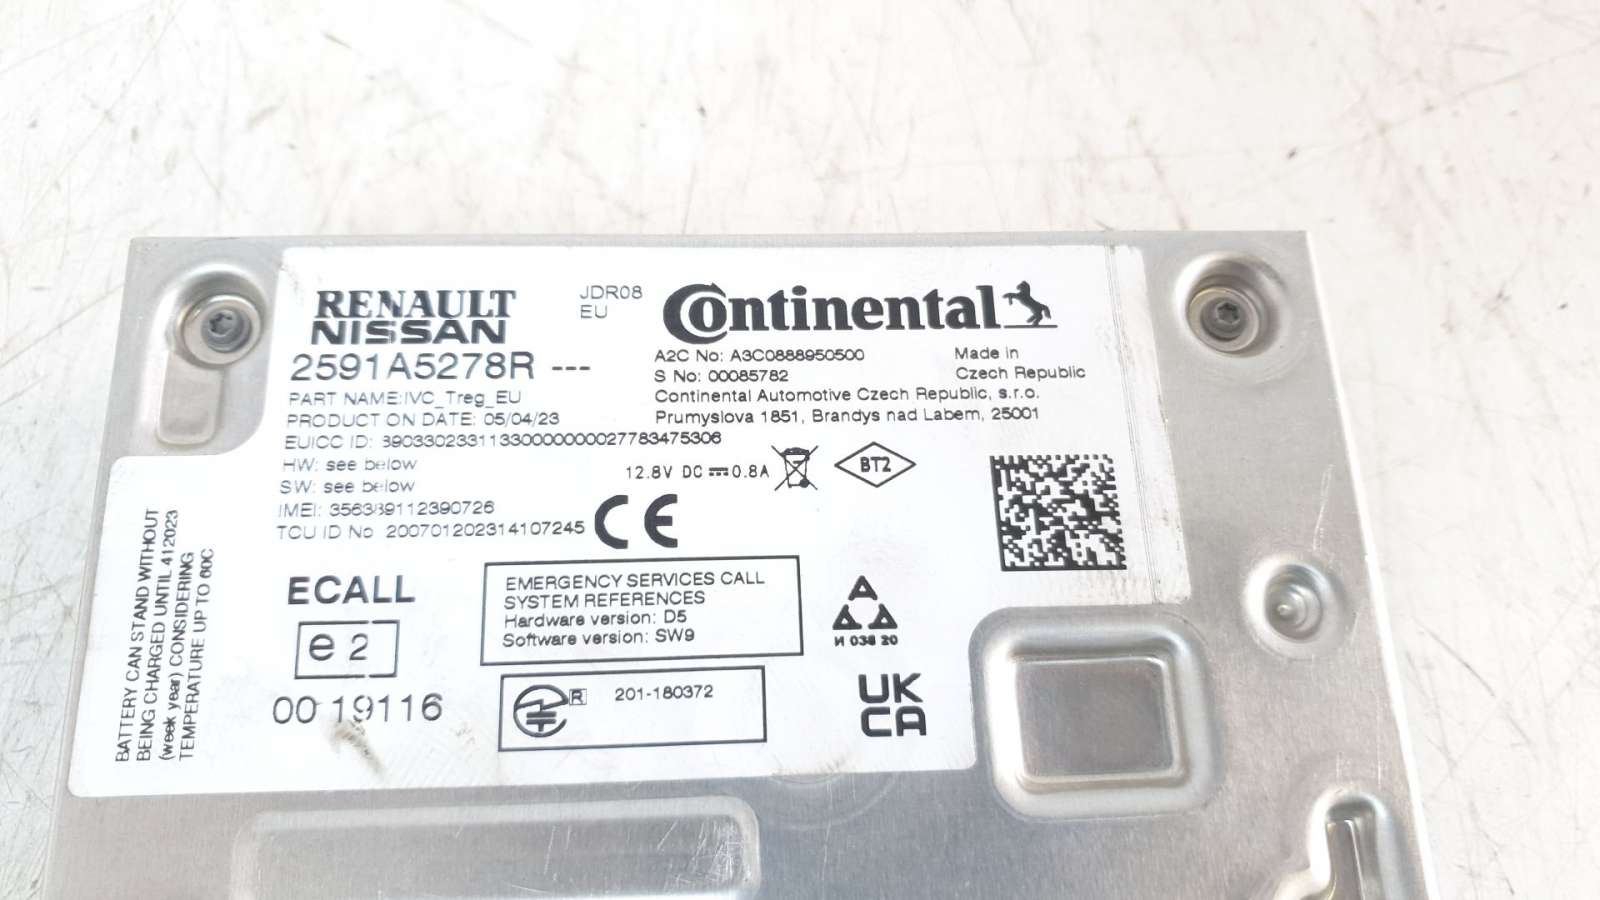 RENAULT
NISSAN
JDR08
EU
Continental
2591A5278R ---
PART NAME:IVC_Treg_EU
PRODUCT ON DATE: 05/04/23
EUICC ID:
HW: see below
SW: see below
IMEI:
TCU ID No 200701202314107245
A2C No: A3C0888950500
S No: 00085782
Made in
Czech Republic
Continental Automotive Czech Republic, s.r.o.
Prumyslova 1851, Brandys nad Labem, 25001
12.8V DC 0.8A
BT2
CE
ECALL
e2
00 19116
EMERGENCY SERVICES CALL
SYSTEM REFERENCES
Hardware version: D5
Software version: SW9
R 201-180372
И 038 20
UK
CA
BATTERY CAN STAND WITHOUT
BEING CHARGED UNTIL 412023
(week year) CONSIDERING
TEMPERATURE UP TO 60C